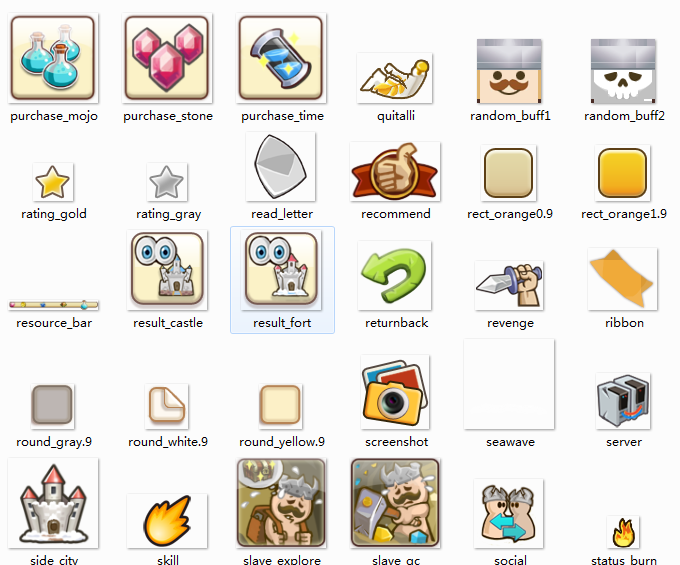 purchase_mojo
purchase_stone
purchase_time
quitalli
random_buff1
random_buff2
rating_gold
rating_gray
read_letter
recommend
rect_orange0.9
rect_orange1.9
resource_bar
result_castle
result_fort
returnback
revenge
ribbon
round_gray.9
round_white.9
round_yellow.9
screenshot
seawave
server
side_city
skill
slave_explore
slave_gc
social
status_burn